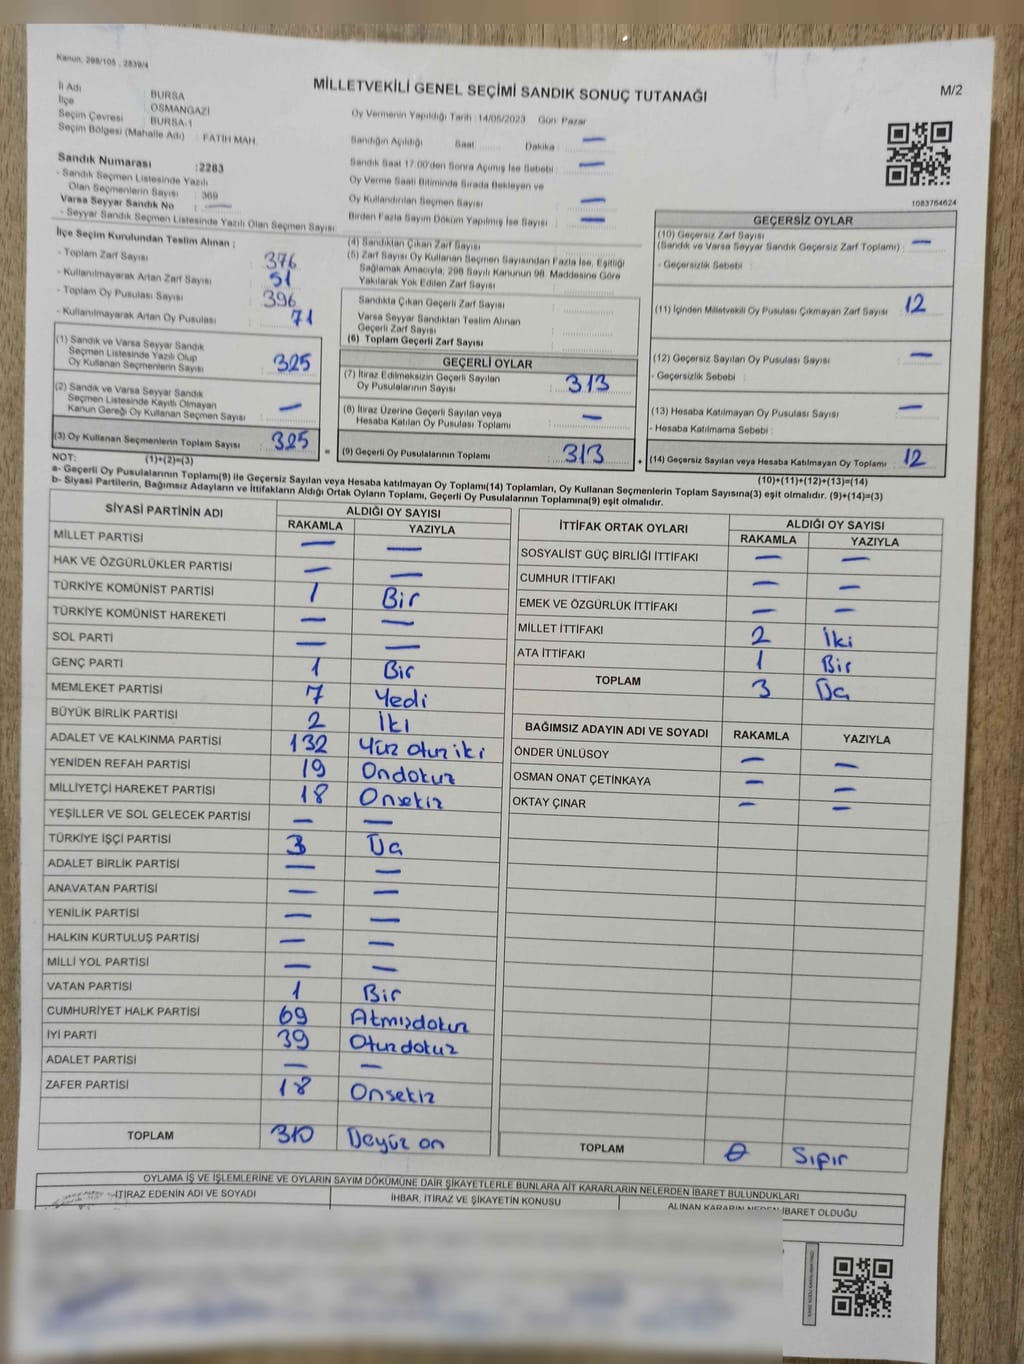 Kanun. 298/105 , 2839/4
MİLLETVEKİLİ GENEL SEÇİMİ SANDIK SONUÇ TUTANAĞI
M/2
İl Adı : BURSA
İlçe : OSMANGAZİ
Seçim Çevresi : BURSA-1
Seçim Bölgesi (Mahalle Adı) : FATİH MAH.
Sandık Numarası : 2283
- Sandık Seçmen Listesinde Yazılı
Olan Seçmenlerin Sayısı : 369
Varsa Seyyar Sandık No : —
- Seyyar Sandık Seçmen Listesinde Yazılı Olan Seçmen Sayısı
Oy Vermenin Yapıldığı Tarih : 14/05/2023 Gün: Pazar
Sandığın Açıldığı Saat Dakika —
Sandık Saat 17:00'den Sonra Açımış İse Sebebi : —
Oy Verme Saati Bitiminde Sırada Bekleyen ve
Oy Kullandırılan Seçmen Sayısı —
Birden Fazla Sayım Döküm Yapılmış İse Sayısı —
1083764624
İlçe Seçim Kurulundan Teslim Alınan ;
- Toplam Zarf Sayısı 376
- Kullanılmayarak Artan Zarf Sayısı 51
- Toplam Oy Pusulası Sayısı 396
- Kullanılmayarak Artan Oy Pusulası 71
(1) Sandık ve Varsa Seyyar Sandık
Seçmen Listesinde Yazılı Olup
Oy Kullanan Seçmenlerin Sayısı 325
(2) Sandık ve Varsa Seyyar Sandık
Seçmen Listesinde Kayıtlı Olmayan
Kanun Gereği Oy Kullanan Seçmen Sayısı —
(3) Oy Kullanan Seçmenlerin Toplam Sayısı 325
(4) Sandıktan Çıkan Zarf Sayısı
(5) Zarf Sayısı Oy Kullanan Seçmen Sayısından Fazla İse, Eşitliği
Sağlamak Amacıyla, 298 Sayılı Kanunun 98. Maddesine Göre
Yakılarak Yok Edilen Zarf Sayısı
Sandıkta Çıkan Geçerli Zarf Sayısı
Varsa Seyyar Sandıktan Teslim Alınan
Geçerli Zarf Sayısı
(6) Toplam Geçerli Zarf Sayısı
GEÇERLİ OYLAR
(7) İtiraz Edilmeksizin Geçerli Sayılan
Oy Pusulalarının Sayısı 313
(8) İtiraz Üzerine Geçerli Sayılan veya
Hesaba Katılan Oy Pusulası Toplamı —
= (9) Geçerli Oy Pusulalarının Toplamı 313
GEÇERSİZ OYLAR
(10) Geçersiz Zarf Sayısı
(Sandık ve Varsa Seyyar Sandık Geçersiz Zarf Toplamı) : —
- Geçersizlik Sebebi
(11) İçinden Milletvekili Oy Pusulası Çıkmayan Zarf Sayısı 12
(12) Geçersiz Sayılan Oy Pusulası Sayısı —
- Geçersizlik Sebebi :
(13) Hesaba Katılmayan Oy Pusulası Sayısı —
- Hesaba Katılmama Sebebi :
+ (14) Geçersiz Sayılan veya Hesaba Katılmayan Oy Toplamı 12
NOT: (1)+(2)=(3)
(10)+(11)+(12)+(13)=(14)
a- Geçerli Oy Pusulalarının Toplamı(9) ile Geçersiz Sayılan veya Hesaba katılmayan Oy Toplamı(14) Toplamları, Oy Kullanan Seçmenlerin Toplam Sayısına(3) eşit olmalıdır. (9)+(14)=(3)
b- Siyasi Partilerin, Bağımsız Adayların ve İttifakların Aldığı Ortak Oyların Toplamı, Geçerli Oy Pusulalarının Toplamına(9) eşit olmalıdır.
SİYASİ PARTİNİN ADI ALDIĞI OY SAYISI
RAKAMLA YAZIYLA
MİLLET PARTİSİ — —
HAK VE ÖZGÜRLÜKLER PARTİSİ — —
TÜRKİYE KOMÜNİST PARTİSİ 1 Bir
TÜRKİYE KOMÜNİST HAREKETİ — —
SOL PARTİ — —
GENÇ PARTİ 1 Bir
MEMLEKET PARTİSİ 7 Yedi
BÜYÜK BİRLİK PARTİSİ 2 İki
ADALET VE KALKINMA PARTİSİ 132 Yüz otuz iki
YENİDEN REFAH PARTİSİ 19 Ondokuz
MİLLİYETÇİ HAREKET PARTİSİ 18 Onsekiz
YEŞİLLER VE SOL GELECEK PARTİSİ — —
TÜRKİYE İŞÇİ PARTİSİ 3 Üç
ADALET BİRLİK PARTİSİ — —
ANAVATAN PARTİSİ — —
YENİLİK PARTİSİ — —
HALKIN KURTULUŞ PARTİSİ — —
MİLLİ YOL PARTİSİ — —
VATAN PARTİSİ 1 Bir
CUMHURİYET HALK PARTİSİ 69 Atmışdokuz
İYİ PARTİ 39 Otuzdokuz
ADALET PARTİSİ — —
ZAFER PARTİSİ 18 Onsekiz
TOPLAM 310 Üçyüz on
İTTİFAK ORTAK OYLARI ALDIĞI OY SAYISI
RAKAMLA YAZIYLA
SOSYALİST GÜÇ BİRLİĞİ İTTİFAKI — —
CUMHUR İTTİFAKI — —
EMEK VE ÖZGÜRLÜK İTTİFAKI — —
MİLLET İTTİFAKI 2 İki
ATA İTTİFAKI 1 Bir
TOPLAM 3 Üç
BAĞIMSIZ ADAYIN ADI VE SOYADI RAKAMLA YAZIYLA
ÖNDER ÜNLÜSOY — —
OSMAN ONAT ÇETİNKAYA — —
OKTAY ÇINAR — —
TOPLAM 0 Sıfır
OYLAMA İŞ VE İŞLEMLERİNE VE OYLARIN SAYIM DÖKÜMÜNE DAİR ŞİKAYETLERLE BUNLARA AİT KARARLARIN NELERDEN İBARET BULUNDUKLARI
İTİRAZ EDENİN ADI VE SOYADI İHBAR, İTİRAZ VE ŞİKAYETİN KONUSU ALINAN KARARIN NEDEN İBARET OLDUĞU